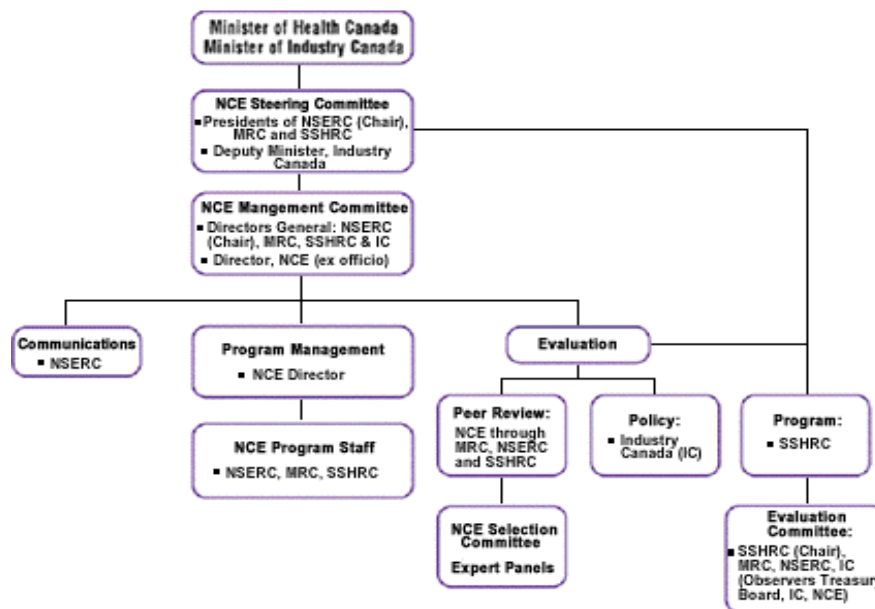 Minister of Health Canada
Minister of Industry Canada
NCE Steering Committee
▪ Presidents of NSERC (Chair),
MRC and SSHRC
▪ Deputy Minister, Industry
Canada
NCE Mangement Committee
▪ Directors General: NSERC
(Chair), MRC, SSHRC & IC
▪ Director, NCE (ex officio)
Communications
▪ NSERC
Program Management
▪ NCE Director
Evaluation
NCE Program Staff
▪ NSERC, MRC, SSHRC
Peer Review:
NCE through
MRC, NSERC
and SSHRC
Policy:
▪ Industry
Canada (IC)
Program:
▪ SSHRC
NCE Selection
Committee
Expert Panels
Evaluation
Committee:
▪ SSHRC (Chair),
MRC, NSERC, IC
(Observers Treasury
Board, IC, NCE)